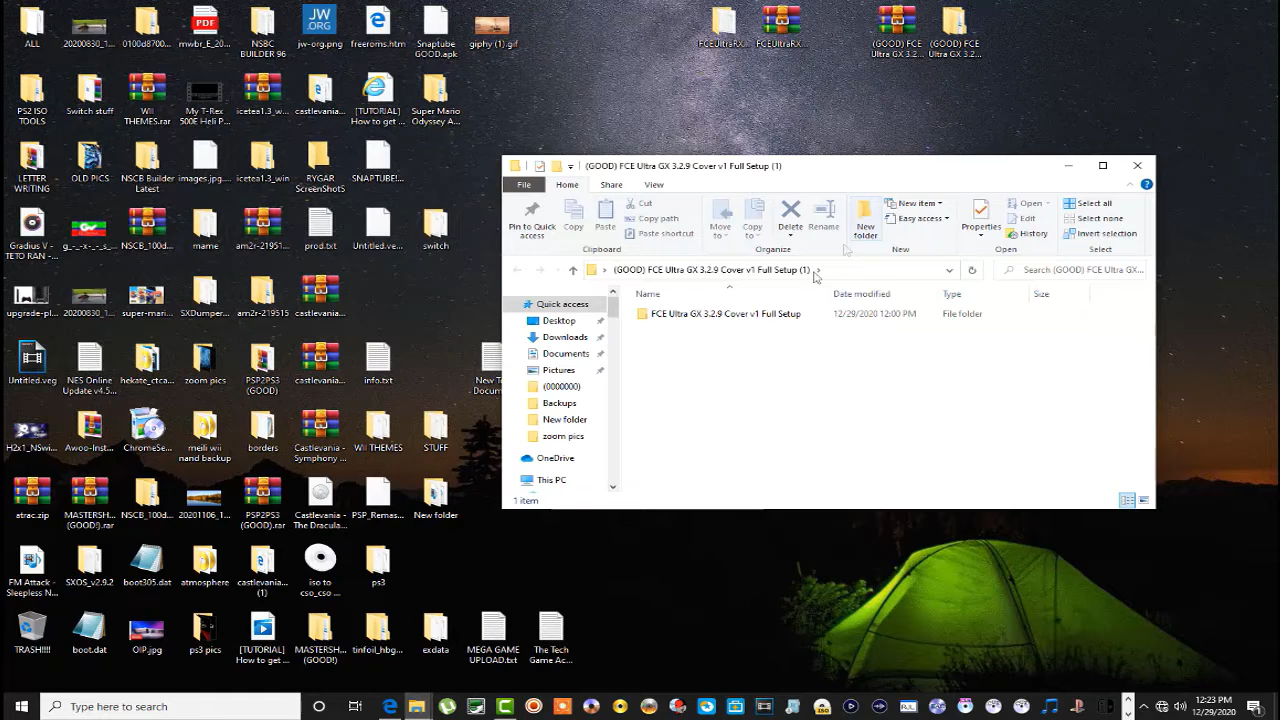 ALL
20200830_1...
0100d8700...
mwbr_E_20...
NSBC
BUILDER 96
jw-org.png
freeroms.htm
Snaptube
GOOD.apk
giphy (1).gif
FCEUltraRX...
FCEUltraRX...
(GOOD) FCE
Ultra GX 3.2...
(GOOD) FCE
Ultra GX 3.2...
JW
.ORG
PDF
PS2 ISO
TOOLS
Switch stuff
WII
THEMES.rar
My T-Rex
500E Heli P...
icetea1.3_w...
castlevania...
[TUTORIAL]
How to get ...
Super Mario
Odyssey A...
LETTER
WRITING
OLD PICS
NSCB Builder
Latest
images.jpg....
icetea1.3_win
RYGAR
ScreenShotS
SNAPTUBE!...
Gradius V -
TETO RAN -...
NSCB_100d...
mame
am2r-21951...
prod.txt
Untitled.ve...
switch
upgrade-pl...
20200830_1...
super-mari...
SXDumper...
am2r-219515
castlevania...
Untitled.veg
NES Online
Update v4.5...
hekate_ctca...
zoom pics
PSP2PS3
(GOOD)
castlevania...
info.txt
New Te
Docum
H2x1_NSwi...
Awoo-Inst...
ChromeSe...
meili wii
nand backup
borders
Castlevania -
Symphony ...
WII THEMES
STUFF
atrac.zip
MASTERSH...
(GOOD!).rar
NSCB_100d...
20201106_1...
PSP2PS3
(GOOD).rar
Castlevania -
The Dracula...
PSP_Remas...
New folder
FM Attack -
Sleepless N...
SXOS_v2.9.2
boot305.dat
atmosphere
castlevania...
(1)
iso to
cso_cso ...
ps3
TRASH!!!!
boot.dat
OIP.jpg
ps3 pics
[TUTORIAL]
How to get ...
MASTERSH...
(GOOD!)
tinfoil_hbg...
exdata
MEGA GAME
UPLOAD.txt
The Tech
Game Ac...
(GOOD) FCE Ultra GX 3.2.9 Cover v1 Full Setup (1)
File Home Share View
Pin to Quick
access
Copy
Paste
Cut
Copy path
Paste shortcut
Clipboard
Move
to
Copy
to
Delete
Rename
Organize
New
folder
New item
Easy access
New
Properties
Open
Edit
History
Open
Select all
Select none
Invert selection
Select
(GOOD) FCE Ultra GX 3.2.9 Cover v1 Full Setup (1)
Search (GOOD) FCE Ultra GX...
Name Date modified Type Size
FCE Ultra GX 3.2.9 Cover v1 Full Setup 12/29/2020 12:00 PM File folder
Quick access
Desktop
Downloads
Documents
Pictures
(0000000)
Backups
New folder
zoom pics
OneDrive
This PC
1 item
Type here to search
12:23 PM
12/29/2020